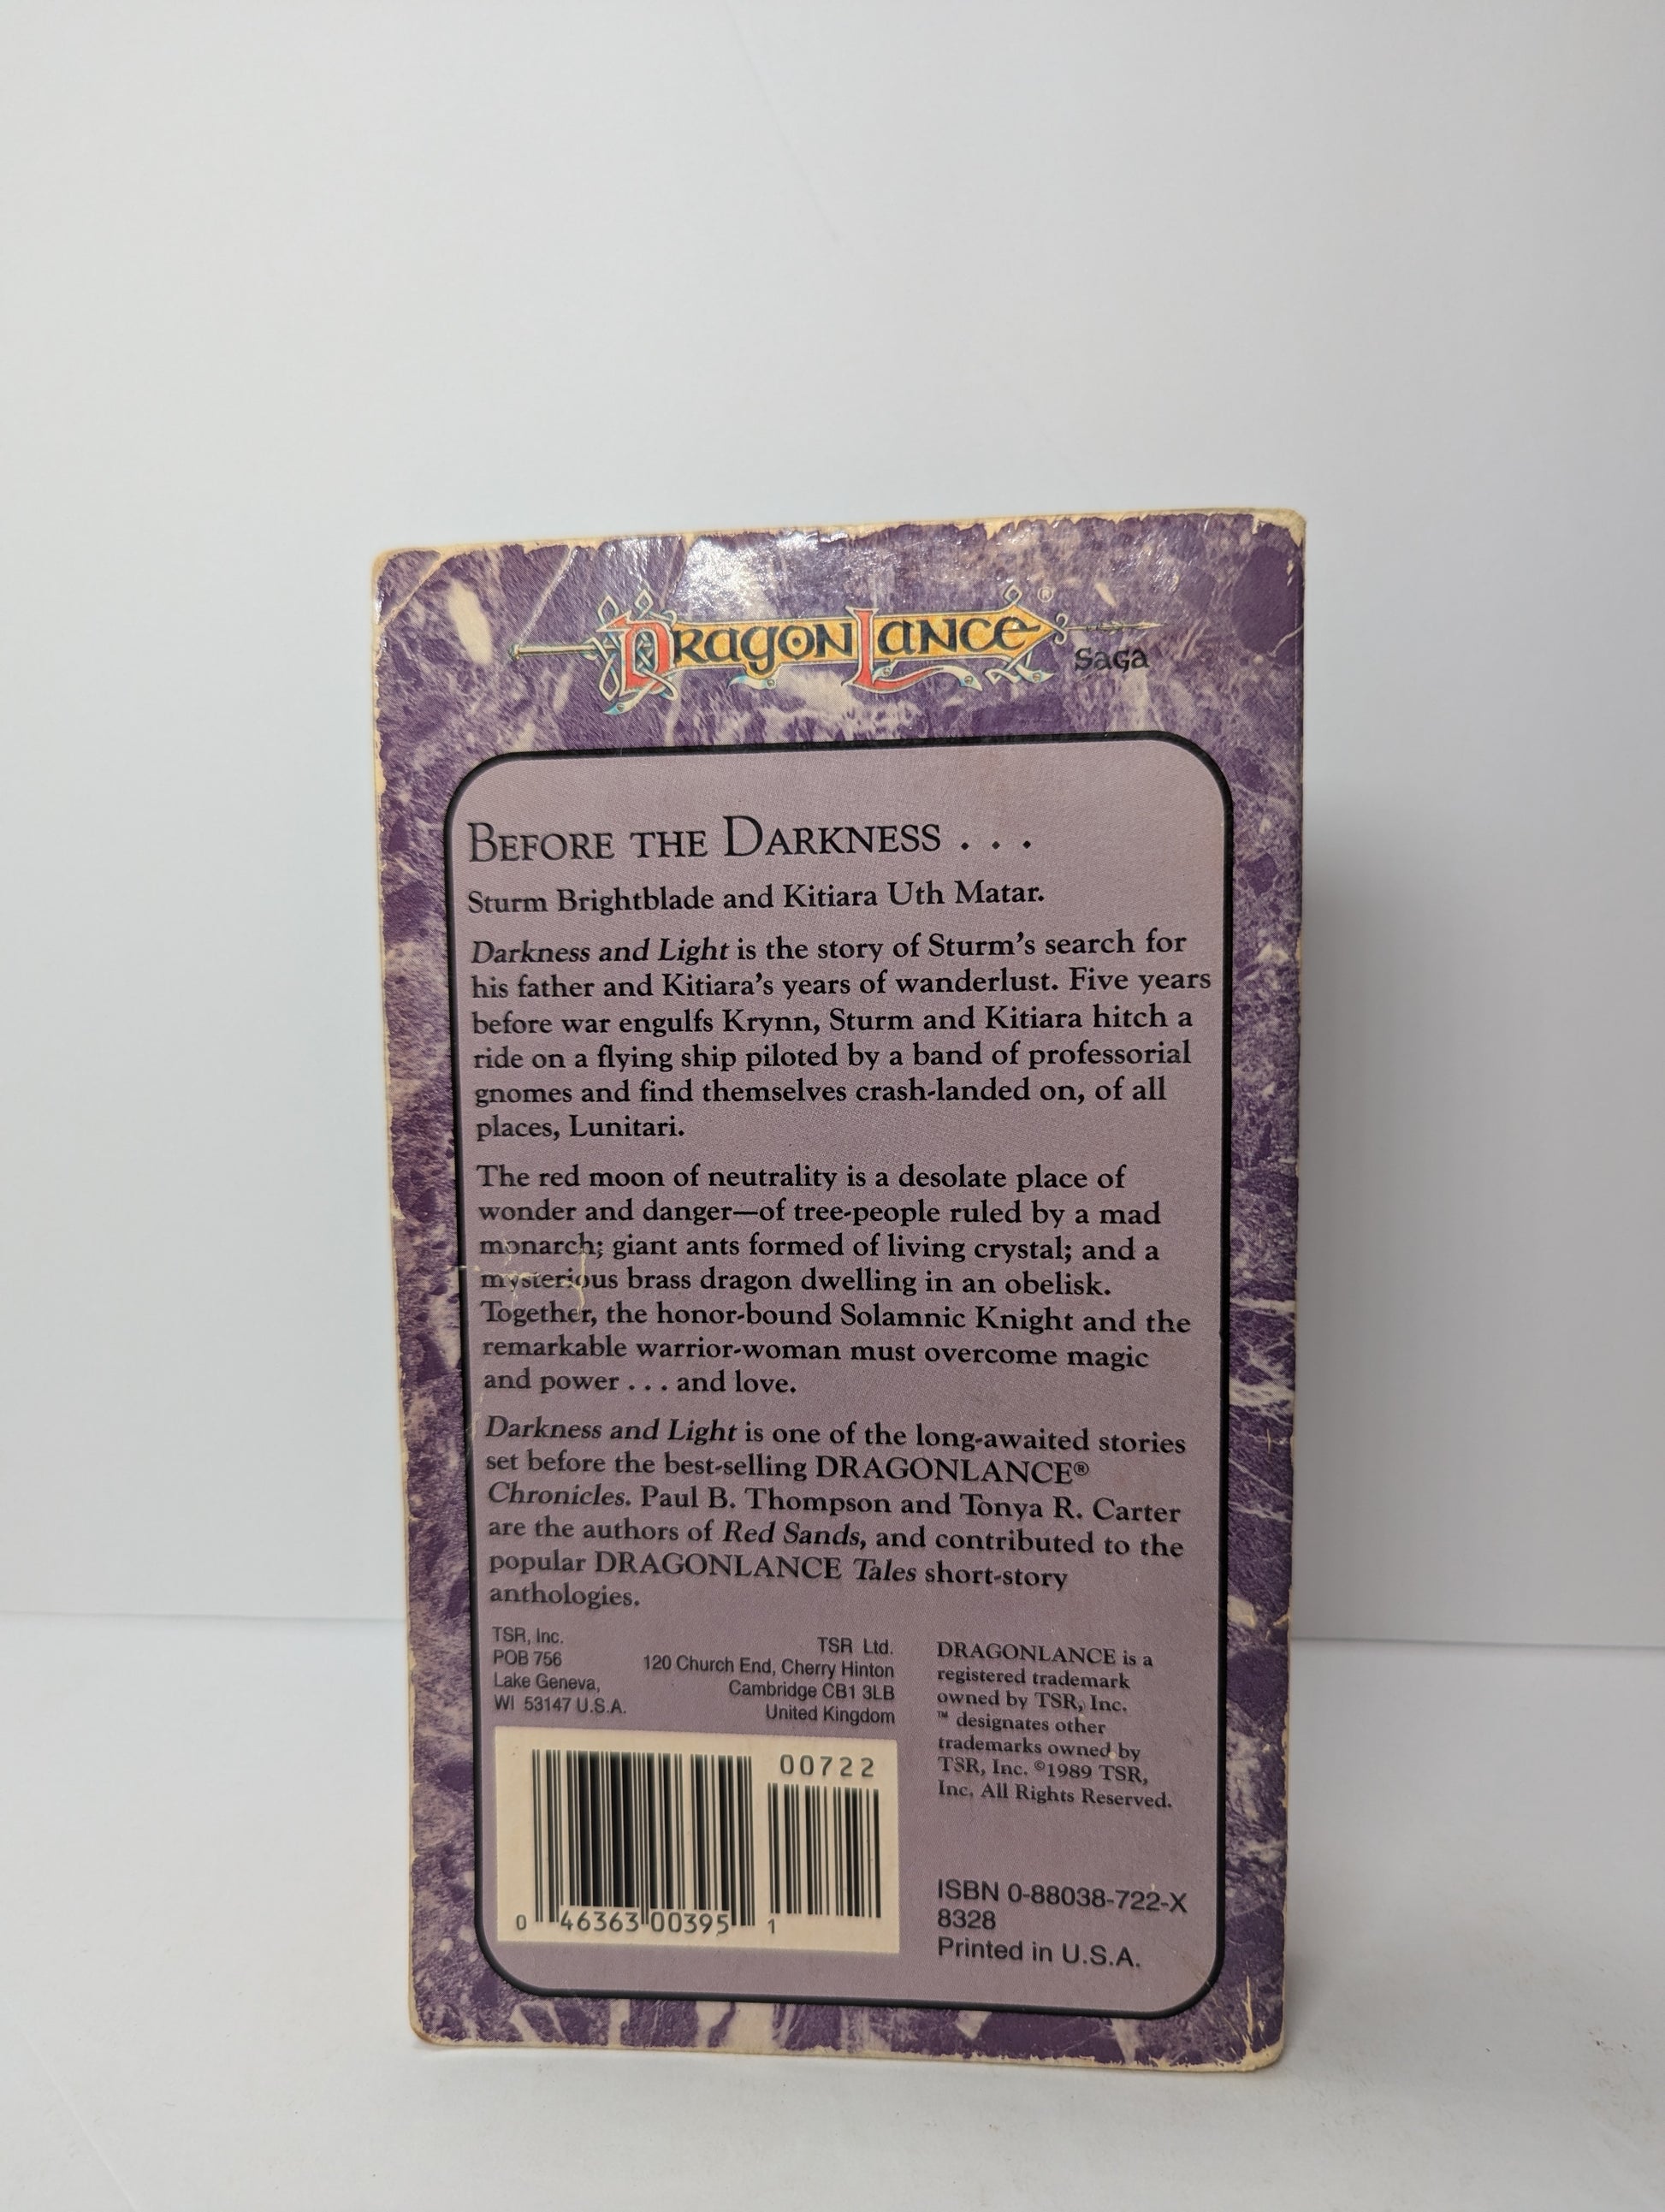 DRAGONLANCE®
SAGA
BEFORE THE DARKNESS . . .
Sturm Brightblade and Kitiara Uth Matar.
Darkness and Light is the story of Sturm's search for
his father and Kitiara's years of wanderlust. Five years
before war engulfs Krynn, Sturm and Kitiara hitch a
ride on a flying ship piloted by a band of professorial
gnomes and find themselves crash-landed on, of all
places, Lunitari.
The red moon of neutrality is a desolate place of
wonder and danger—of tree-people ruled by a mad
monarch; giant ants formed of living crystal; and a
mysterious brass dragon dwelling in an obelisk.
Together, the honor-bound Solamnic Knight and the
remarkable warrior-woman must overcome magic
and power . . . and love.
Darkness and Light is one of the long-awaited stories
set before the best-selling DRAGONLANCE®
Chronicles. Paul B. Thompson and Tonya R. Carter
are the authors of Red Sands, and contributed to the
popular DRAGONLANCE Tales short-story
anthologies.
TSR, Inc.
POB 756
Lake Geneva,
WI 53147 U.S.A.
TSR Ltd.
120 Church End, Cherry Hinton
Cambridge CB1 3LB
United Kingdom
DRAGONLANCE is a
registered trademark
owned by TSR, Inc.
™ designates other
trademarks owned by
TSR, Inc. ©1989 TSR,
Inc. All Rights Reserved.
00722
0 46363 00395 1
ISBN 0-88038-722-X
8328
Printed in U.S.A.